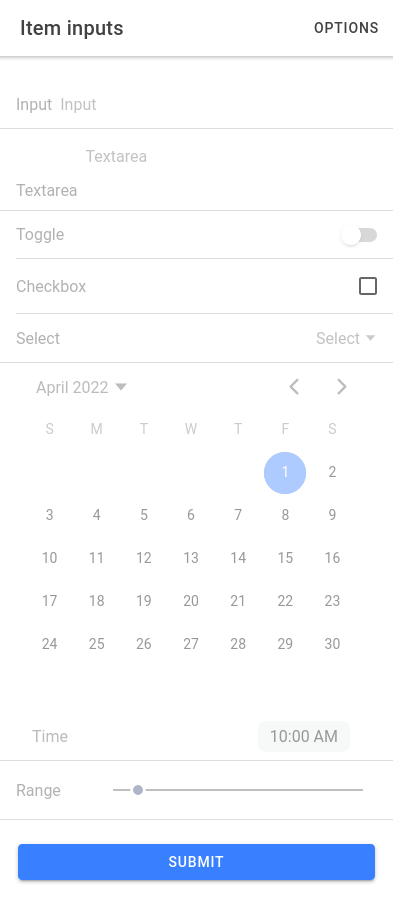 Item inputs OPTIONS
Input Input
Textarea
Textarea
Toggle
Checkbox
Select Select
April 2022
S M T W T F S
1 2
3 4 5 6 7 8 9
10 11 12 13 14 15 16
17 18 19 20 21 22 23
24 25 26 27 28 29 30
Time 10:00 AM
Range
SUBMIT